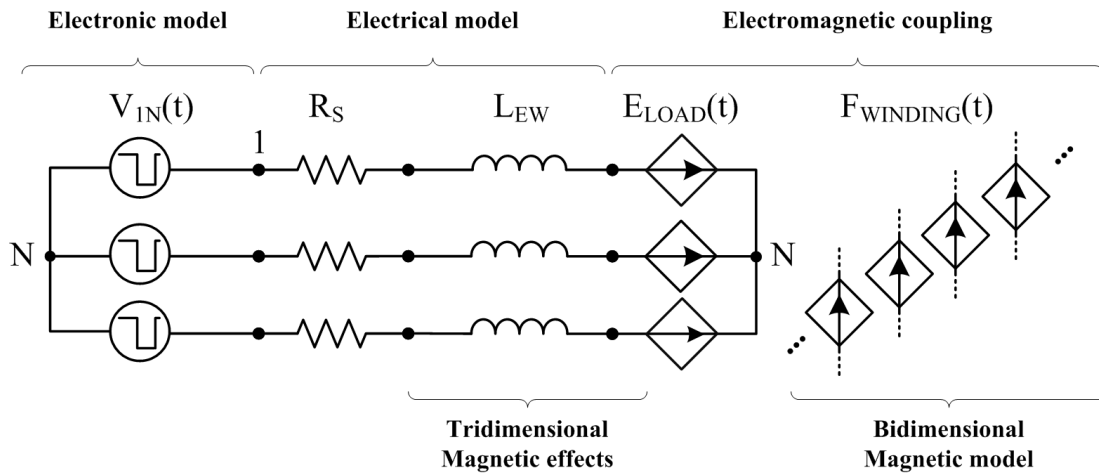 Electronic model
Electrical model
Electromagnetic coupling
V1N(t)
RS
LEW
ELOAD(t)
FWINDING(t)
1
N
N
Tridimensional
Magnetic effects
Bidimensional
Magnetic model